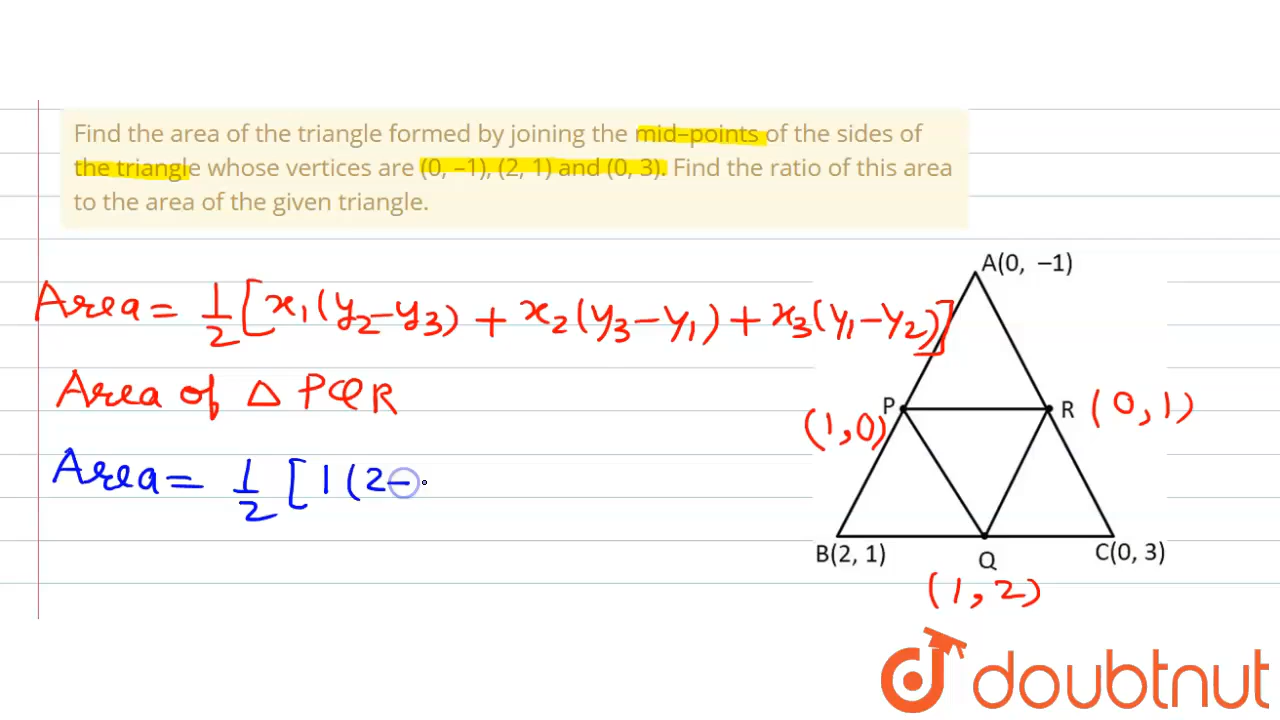 Find the area of the triangle formed by joining the mid–points of the sides of
the triangle whose vertices are (0, –1), (2, 1) and (0, 3). Find the ratio of this area
to the area of the given triangle.
A(0, –1)
Area = 1/2 [x₁(y₂−y₃) + x₂(y₃−y₁) + x₃(y₁−y₂)]
Area of △ PQR
P
R (0,1)
(1,0)
Area = 1/2 [1(2−
B(2, 1)
Q
C(0, 3)
(1,2)
doubtnut